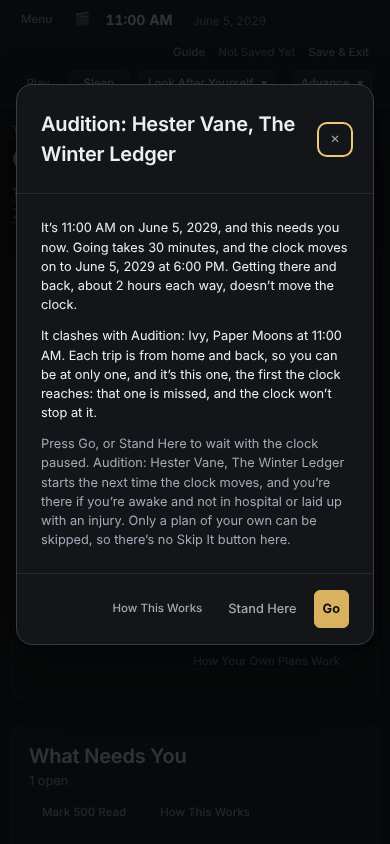 Menu 🎬 11:00 AM June 5, 2029
Guide Not Saved Yet Save & Exit
Play Sleep Look After Yourself Advance
Audition: Hester Vane, The
Winter Ledger
×
It’s 11:00 AM on June 5, 2029, and this needs you
now. Going takes 30 minutes, and the clock moves
on to June 5, 2029 at 6:00 PM. Getting there and
back, about 2 hours each way, doesn’t move the
clock.
It clashes with Audition: Ivy, Paper Moons at 11:00
AM. Each trip is from home and back, so you can
be at only one, and it’s this one, the first the clock
reaches: that one is missed, and the clock won’t
stop at it.
Press Go, or Stand Here to wait with the clock
paused. Audition: Hester Vane, The Winter Ledger
starts the next time the clock moves, and you’re
there if you’re awake and not in hospital or laid up
with an injury. Only a plan of your own can be
skipped, so there’s no Skip It button here.
How This Works Stand Here Go
How Your Own Plans Work
What Needs You
1 open
Mark 500 Read How This Works